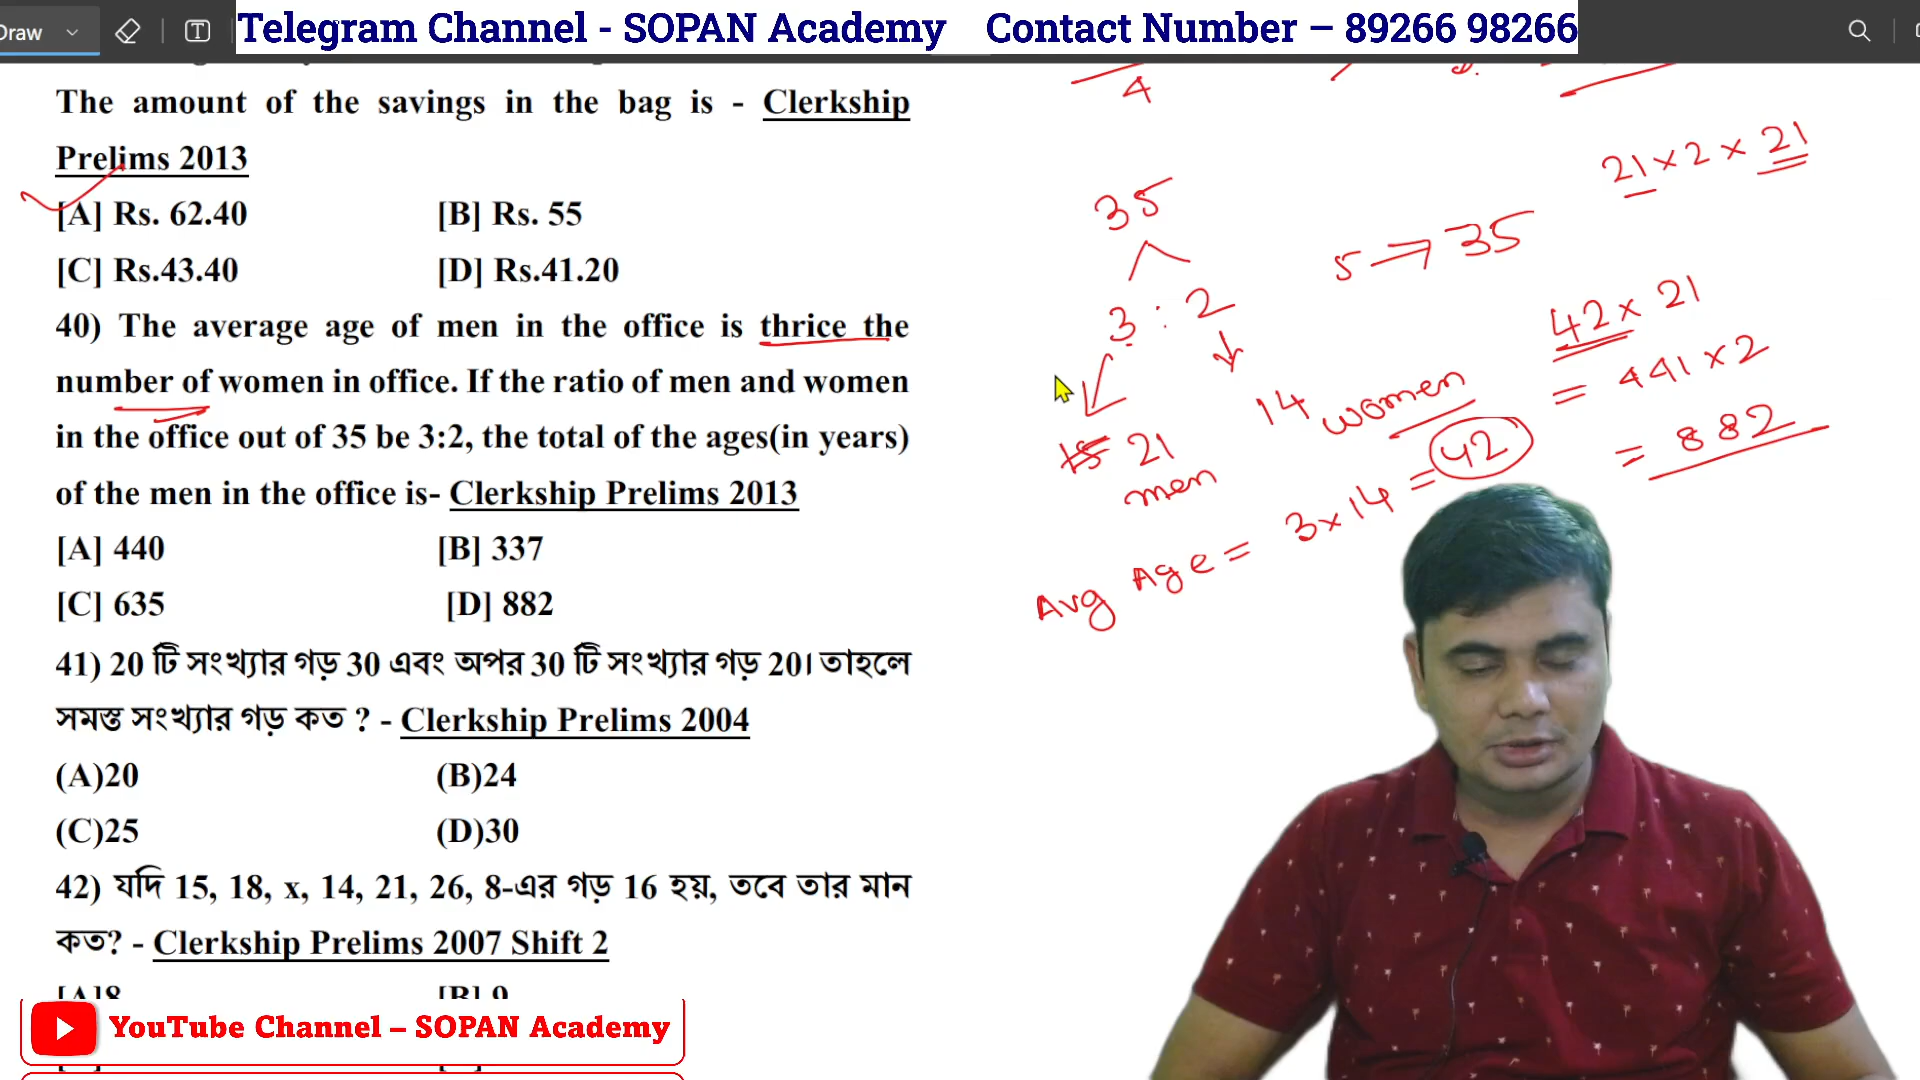 Draw
Telegram Channel - SOPAN Academy Contact Number – 89266 98266
The amount of the savings in the bag is - Clerkship
Prelims 2013
[A] Rs. 62.40 [B] Rs. 55
[C] Rs.43.40 [D] Rs.41.20
40) The average age of men in the office is thrice the
number of women in office. If the ratio of men and women
in the office out of 35 be 3:2, the total of the ages(in years)
of the men in the office is- Clerkship Prelims 2013
[A] 440 [B] 337
[C] 635 [D] 882
41) 20 টি সংখ্যার গড় 30 এবং অপর 30 টি সংখ্যার গড় 20। তাহলে
সমস্ত সংখ্যার গড় কত ? - Clerkship Prelims 2004
(A)20 (B)24
(C)25 (D)30
42) যদি 15, 18, x, 14, 21, 26, 8-এর গড় 16 হয়, তবে তার মান
কত? - Clerkship Prelims 2007 Shift 2
[A]8 [B] 9
YouTube Channel – SOPAN Academy
4
35
3 : 2
21
men
14 women
5 → 35
Avg Age = 3 × 14 = 42
21 × 2 × 21
42 × 21
= 441 × 2
= 882